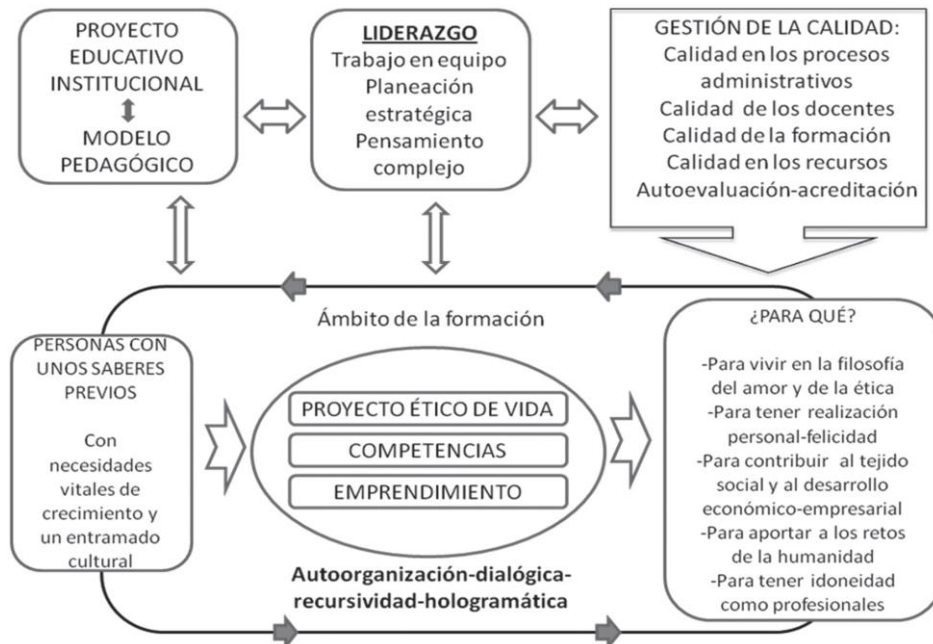 PROYECTO
EDUCATIVO
INSTITUCIONAL
MODELO
PEDAGÓGICO
LIDERAZGO
Trabajo en equipo
Planeación
estratégica
Pensamiento
complejo
GESTIÓN DE LA CALIDAD:
Calidad en los procesos
administrativos
Calidad de los docentes
Calidad de la formación
Calidad en los recursos
Autoevaluación-acreditación
Ámbito de la formación
PERSONAS CON
UNOS SABERES
PREVIOS
Con
necesidades
vitales de
crecimiento y
un entramado
cultural
PROYECTO ÉTICO DE VIDA
COMPETENCIAS
EMPRENDIMIENTO
Autoorganización-dialógica-
recursividad-hologramática
¿PARA QUÉ?
-Para vivir en la filosofía
del amor y de la ética
-Para tener realización
personal-felicidad
-Para contribuir al tejido
social y al desarrollo
económico-empresarial
-Para aportar a los retos
de la humanidad
-Para tener idoneidad
como profesionales